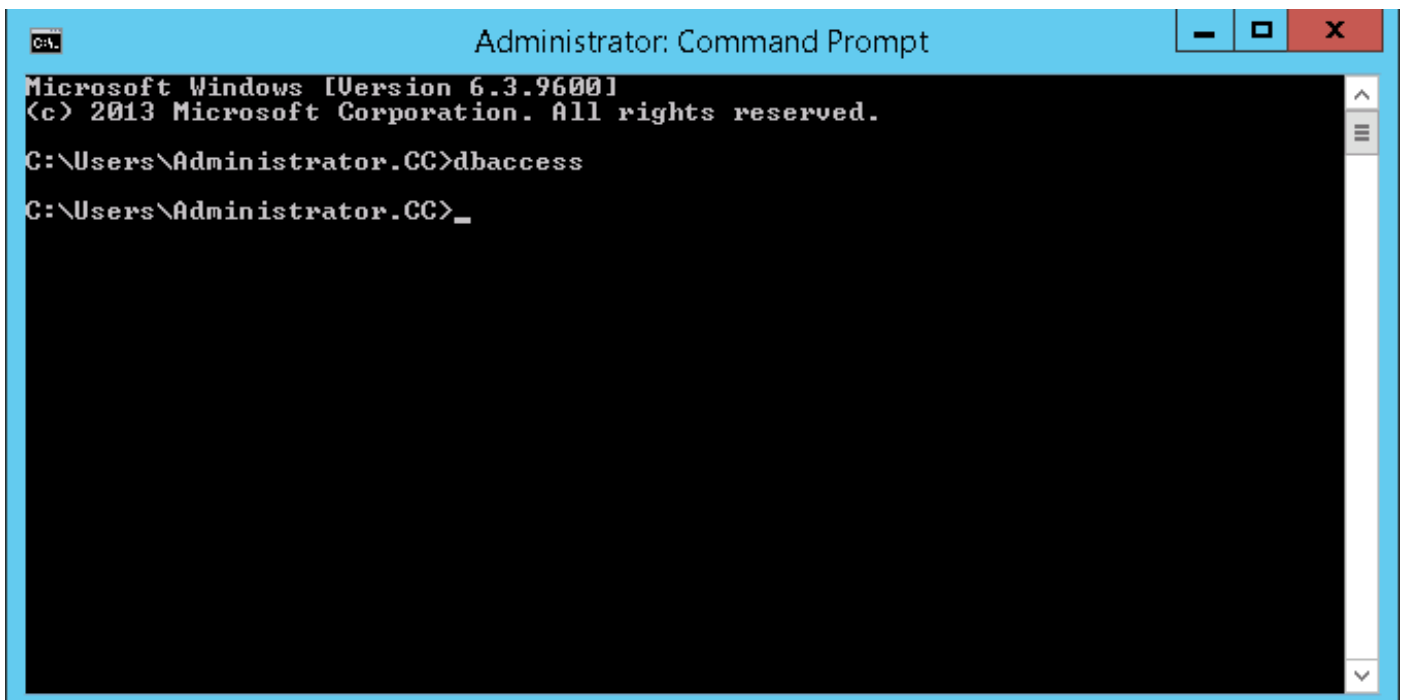 Administrator: Command Prompt
Microsoft Windows [Version 6.3.9600]
(c) 2013 Microsoft Corporation. All rights reserved.
C:\Users\Administrator.CC>dbaccess
C:\Users\Administrator.CC>_